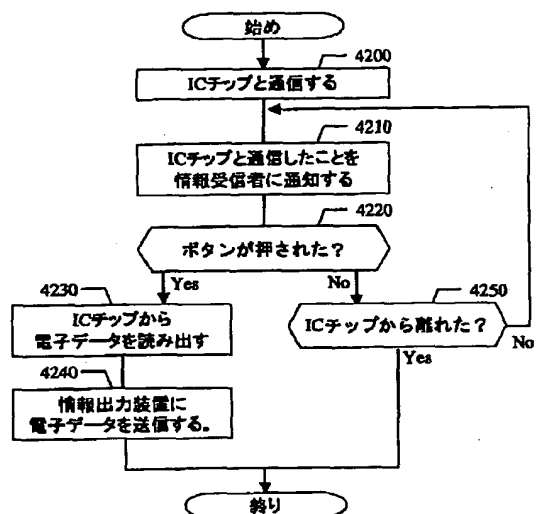 始め
4200
ICチップと通信する
4210
ICチップと通信したことを
情報受信者に通知する
4220
ボタンが押された？
Yes
No
4230
ICチップから
電子データを読み出す
4250
ICチップから離れた？
No
Yes
4240
情報出力装置に
電子データを送信する。
終り